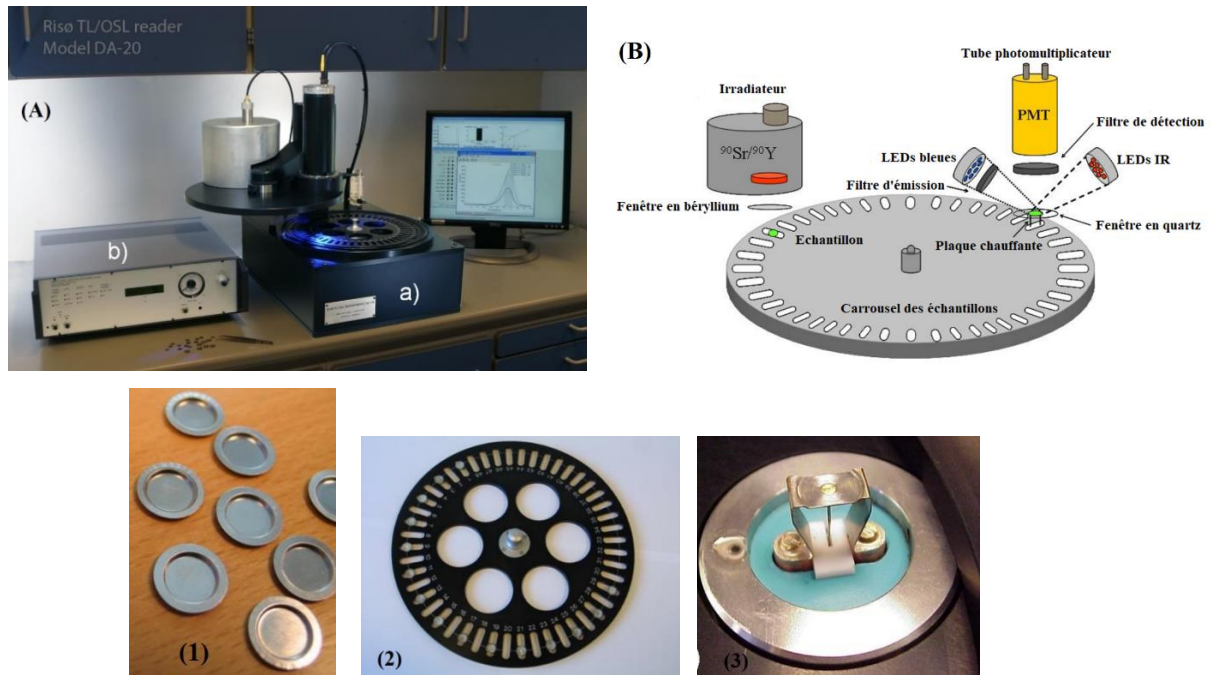 Risø TL/OSL reader
Model DA-20
(A)
b)
a)
(B)
Tube photomultiplicateur
Irradiateur
PMT
Filtre de détection
⁹⁰Sr/⁹⁰Y
LEDs bleues
LEDs IR
Filtre d'émission
Fenêtre en béryllium
Fenêtre en quartz
Echantillon
Plaque chauffante
Carrousel des échantillons
(1)
(2)
(3)